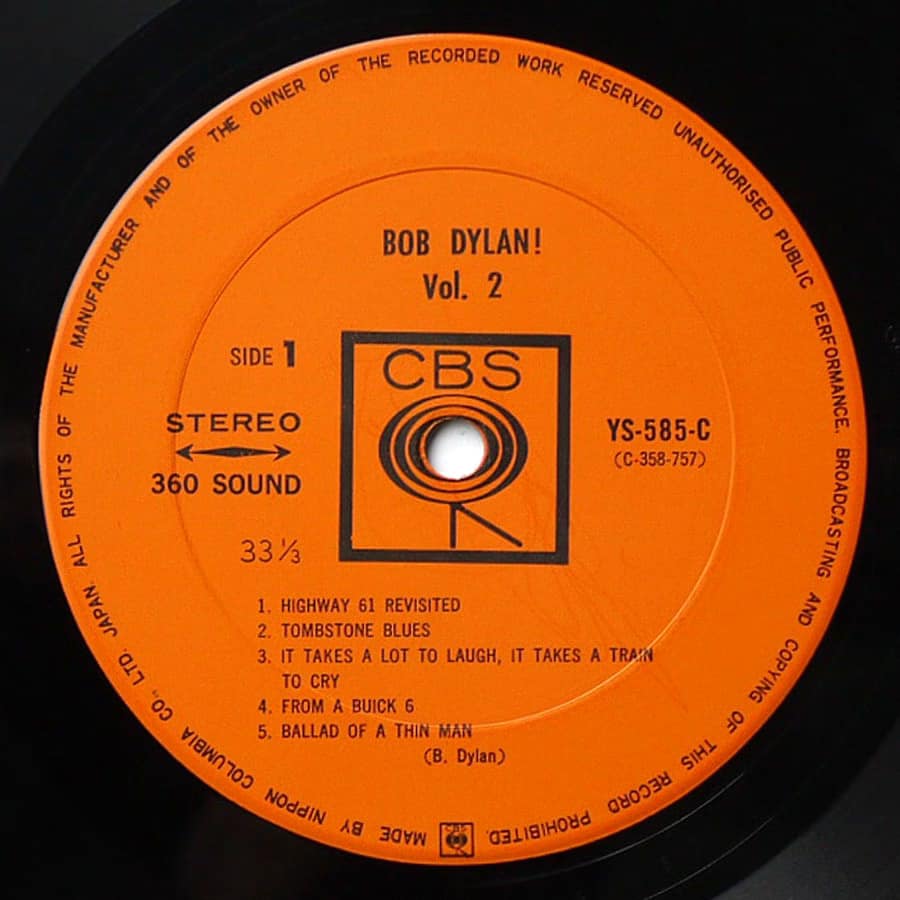 ALL RIGHTS OF THE MANUFACTURER AND OF THE OWNER OF THE RECORDED WORK RESERVED UNAUTHORISED PUBLIC PERFORMANCE. BROADCASTING AND COPYING OF THIS RECORD PROHIBITED.
BOB DYLAN!
Vol. 2
SIDE 1
CBS
STEREO
360 SOUND
YS-585-C
(C-358-757)
33 ⅓
1. HIGHWAY 61 REVISITED
2. TOMBSTONE BLUES
3. IT TAKES A LOT TO LAUGH, IT TAKES A TRAIN
TO CRY
4. FROM A BUICK 6
5. BALLAD OF A THIN MAN
(B. Dylan)
CBS
MADE BY NIPPON COLUMBIA CO., LTD. JAPAN.